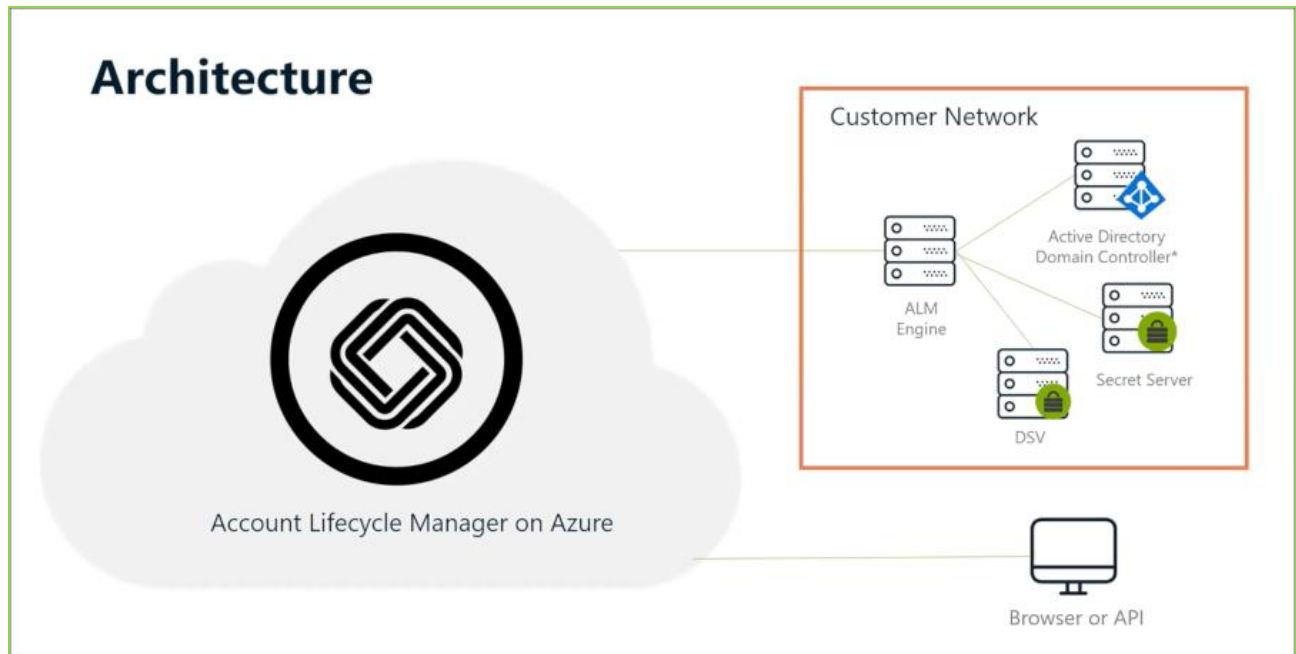 Architecture
Customer Network
Active Directory
Domain Controller*
ALM
Engine
Secret Server
DSV
Account Lifecycle Manager on Azure
Browser or API